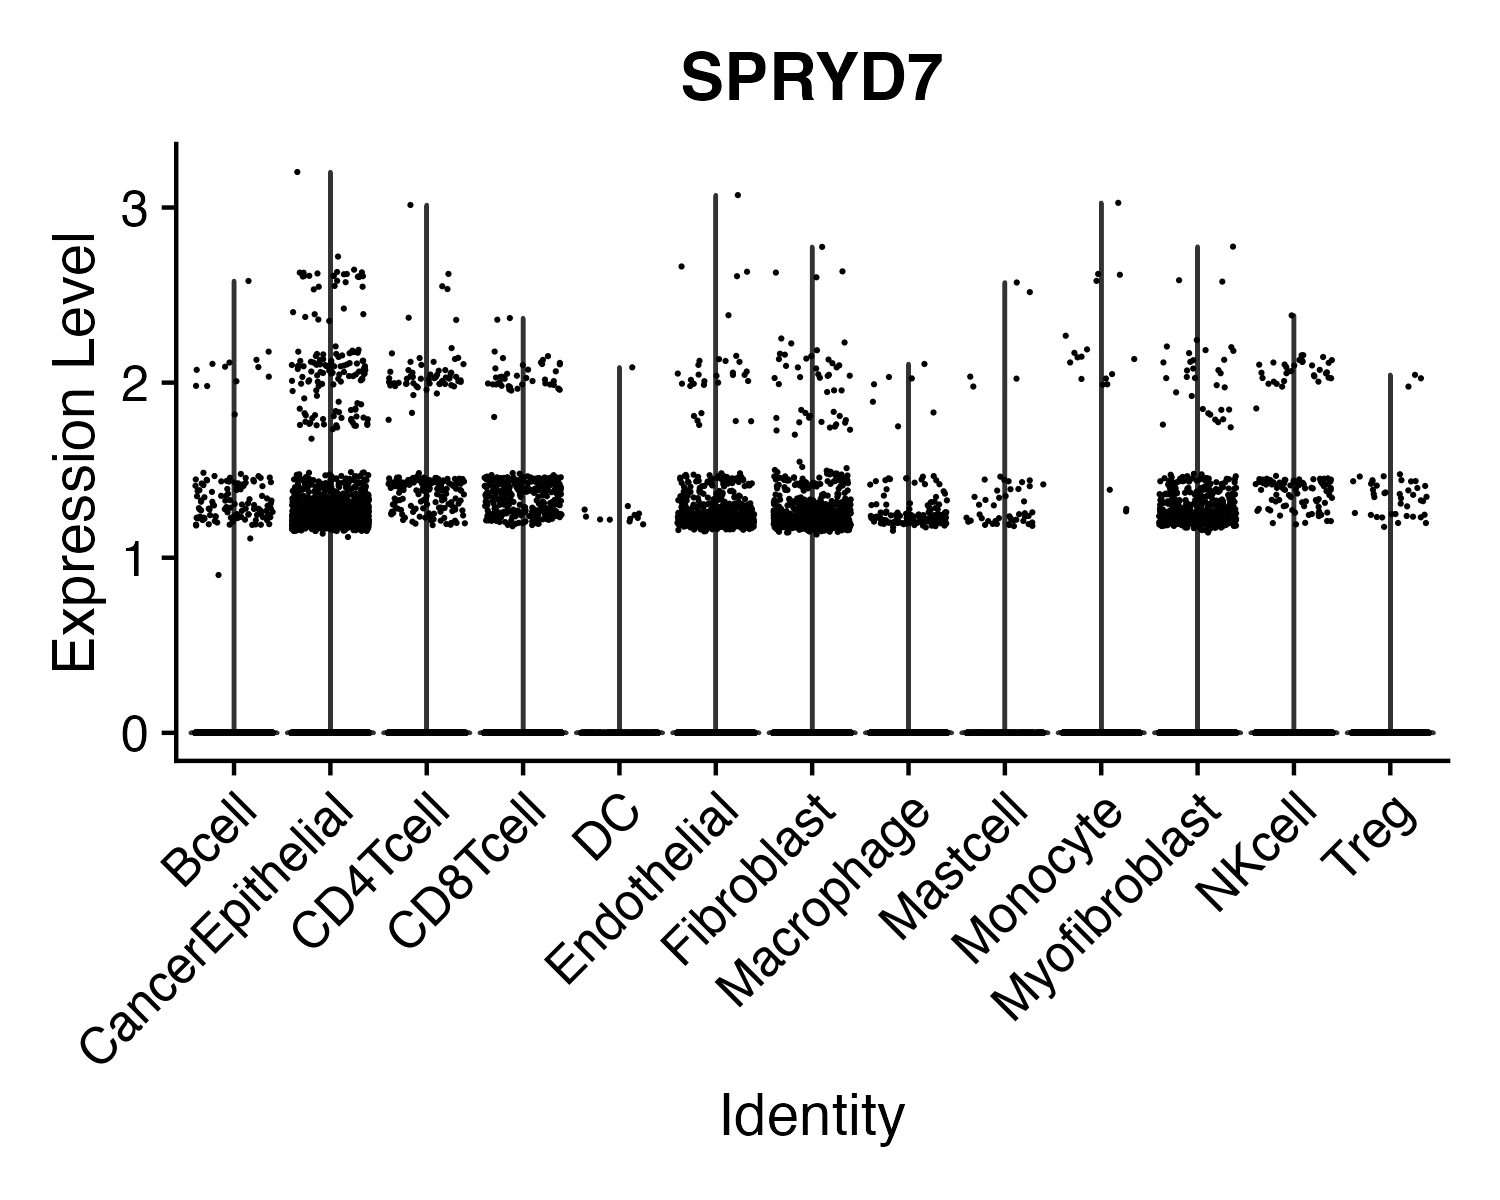 SPRYD7
Expression Level
3
2
1
0
Bcell
CancerEpithelial
CD4Tcell
CD8Tcell
DC
Endothelial
Fibroblast
Macrophage
Mastcell
Monocyte
Myofibroblast
NKcell
Treg
Identity